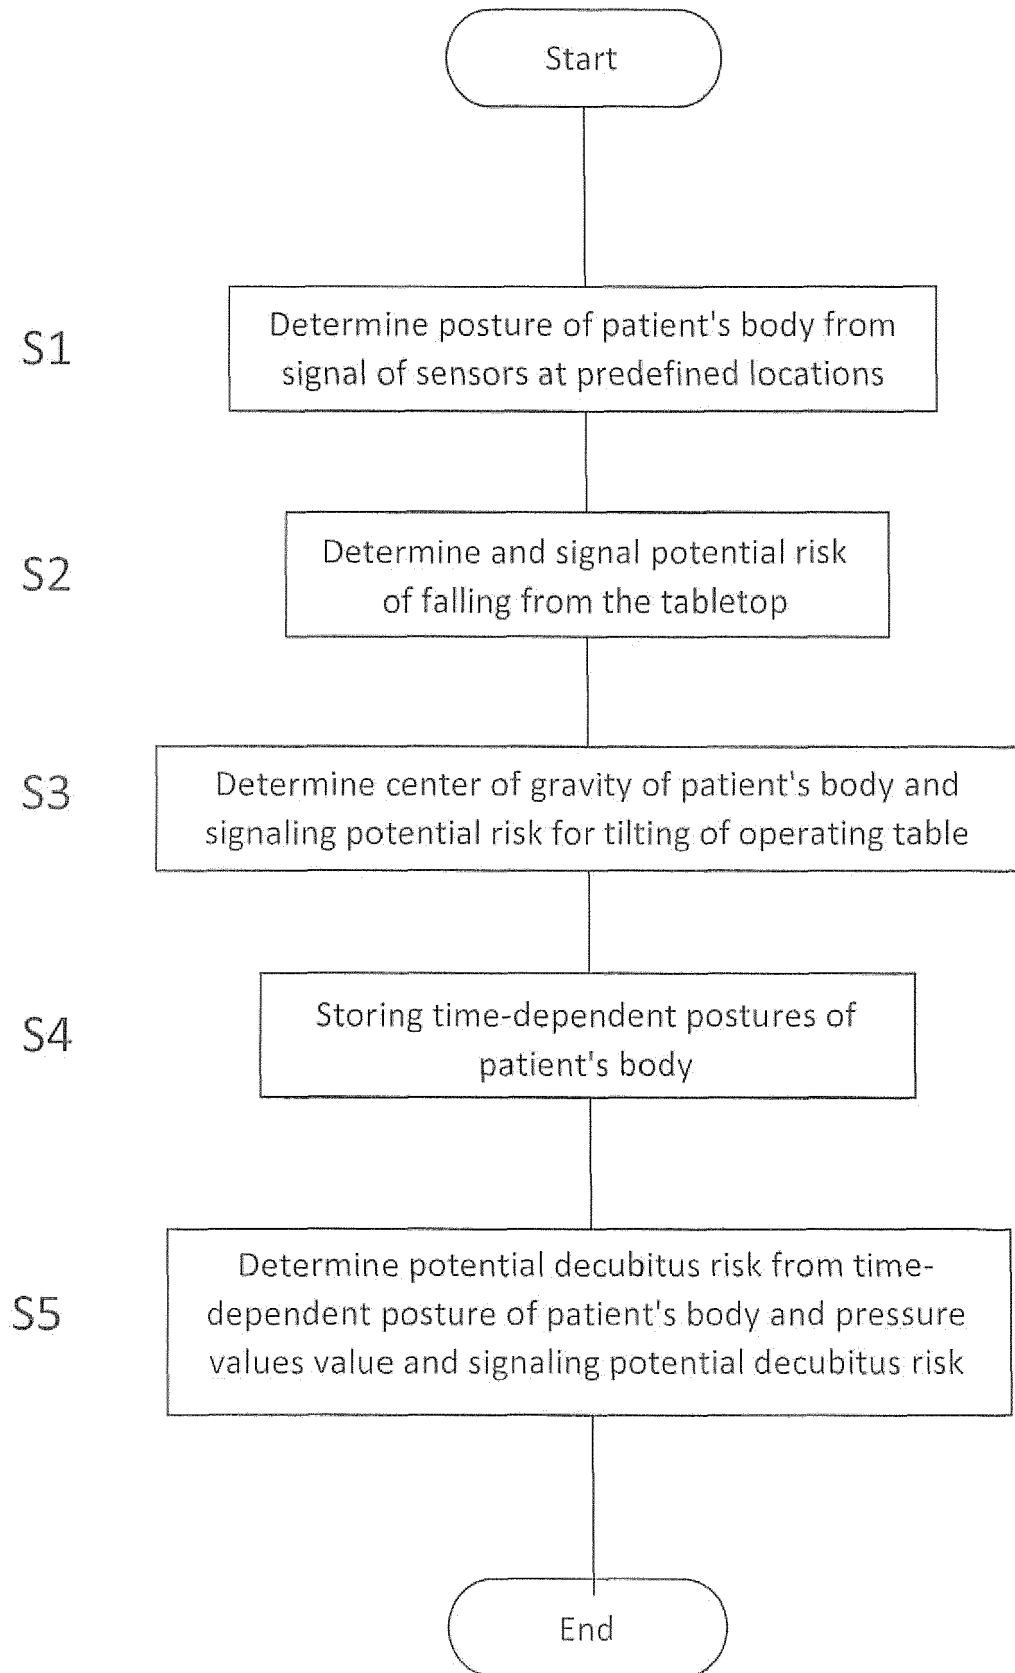 Start
S1
Determine posture of patient's body from
signal of sensors at predefined locations
S2
Determine and signal potential risk
of falling from the tabletop
S3
Determine center of gravity of patient's body and
signaling potential risk for tilting of operating table
S4
Storing time-dependent postures of
patient's body
S5
Determine potential decubitus risk from time-
dependent posture of patient's body and pressure
values value and signaling potential decubitus risk
End